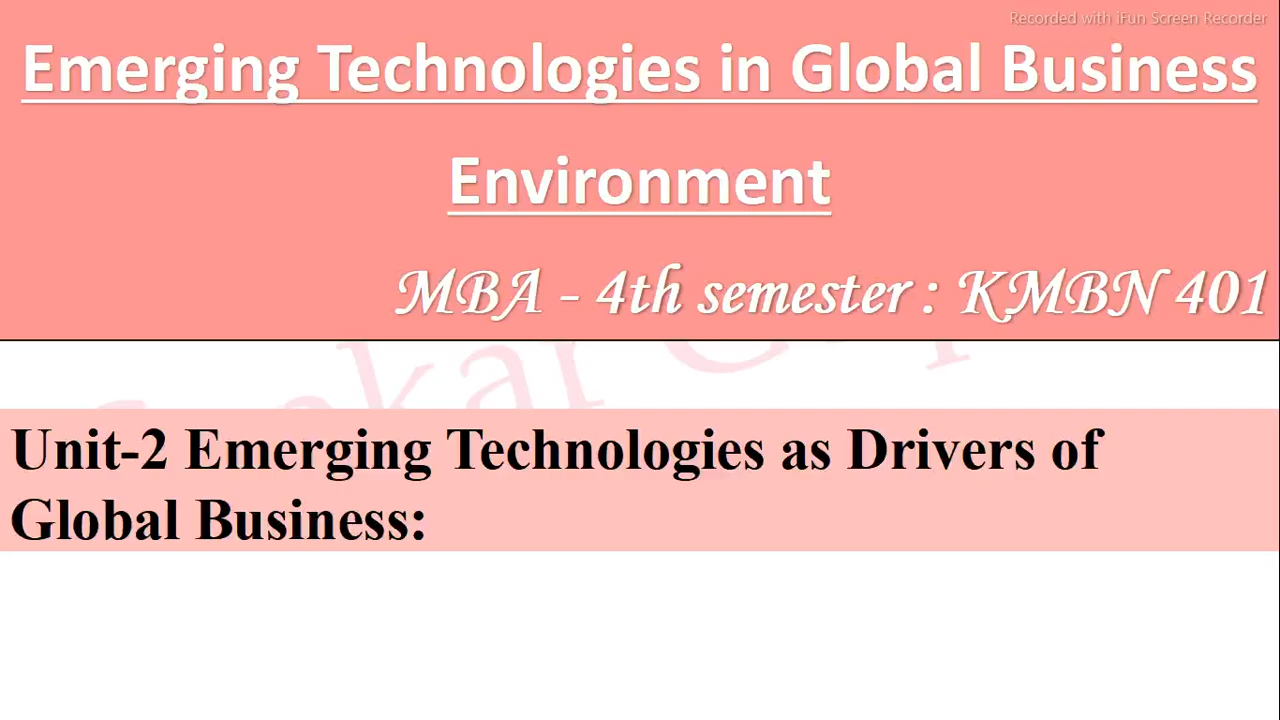 Recorded with iFun Screen Recorder
Emerging Technologies in Global Business
Environment
MBA - 4th semester : KMBN 401
Unit-2 Emerging Technologies as Drivers of
Global Business: